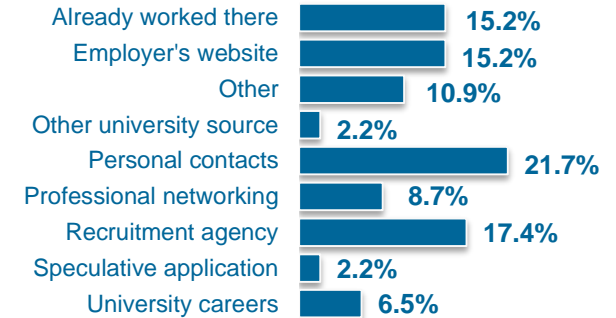 Already worked there 15.2%
Employer's website 15.2%
Other 10.9%
Other university source 2.2%
Personal contacts 21.7%
Professional networking 8.7%
Recruitment agency 17.4%
Speculative application 2.2%
University careers 6.5%